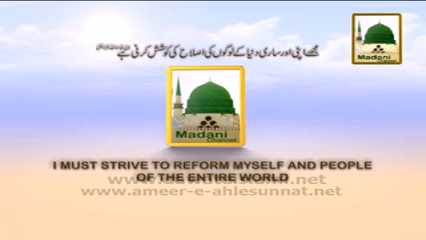 مجھے اپنی اور ساری دنیا کے لوگوں کی اصلاح کی کوشش کرنی ہے
Madani
Channel
Madani
Channel
I MUST STRIVE TO REFORM MYSELF AND PEOPLE
OF THE ENTIRE WORLD
www.ameer-e-ahlesunnat.net